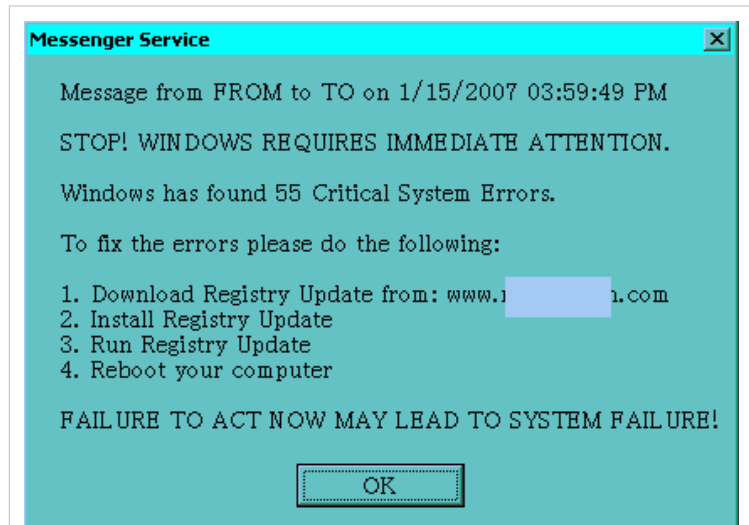 Messenger Service
Message from FROM to TO on 1/15/2007 03:59:49 PM
STOP! WINDOWS REQUIRES IMMEDIATE ATTENTION.
Windows has found 55 Critical System Errors.
To fix the errors please do the following:
1. Download Registry Update from:
2. Install Registry Update
3. Run Registry Update
4. Reboot your computer
FAILURE TO ACT NOW MAY LEAD TO SYSTEM FAILURE!
OK